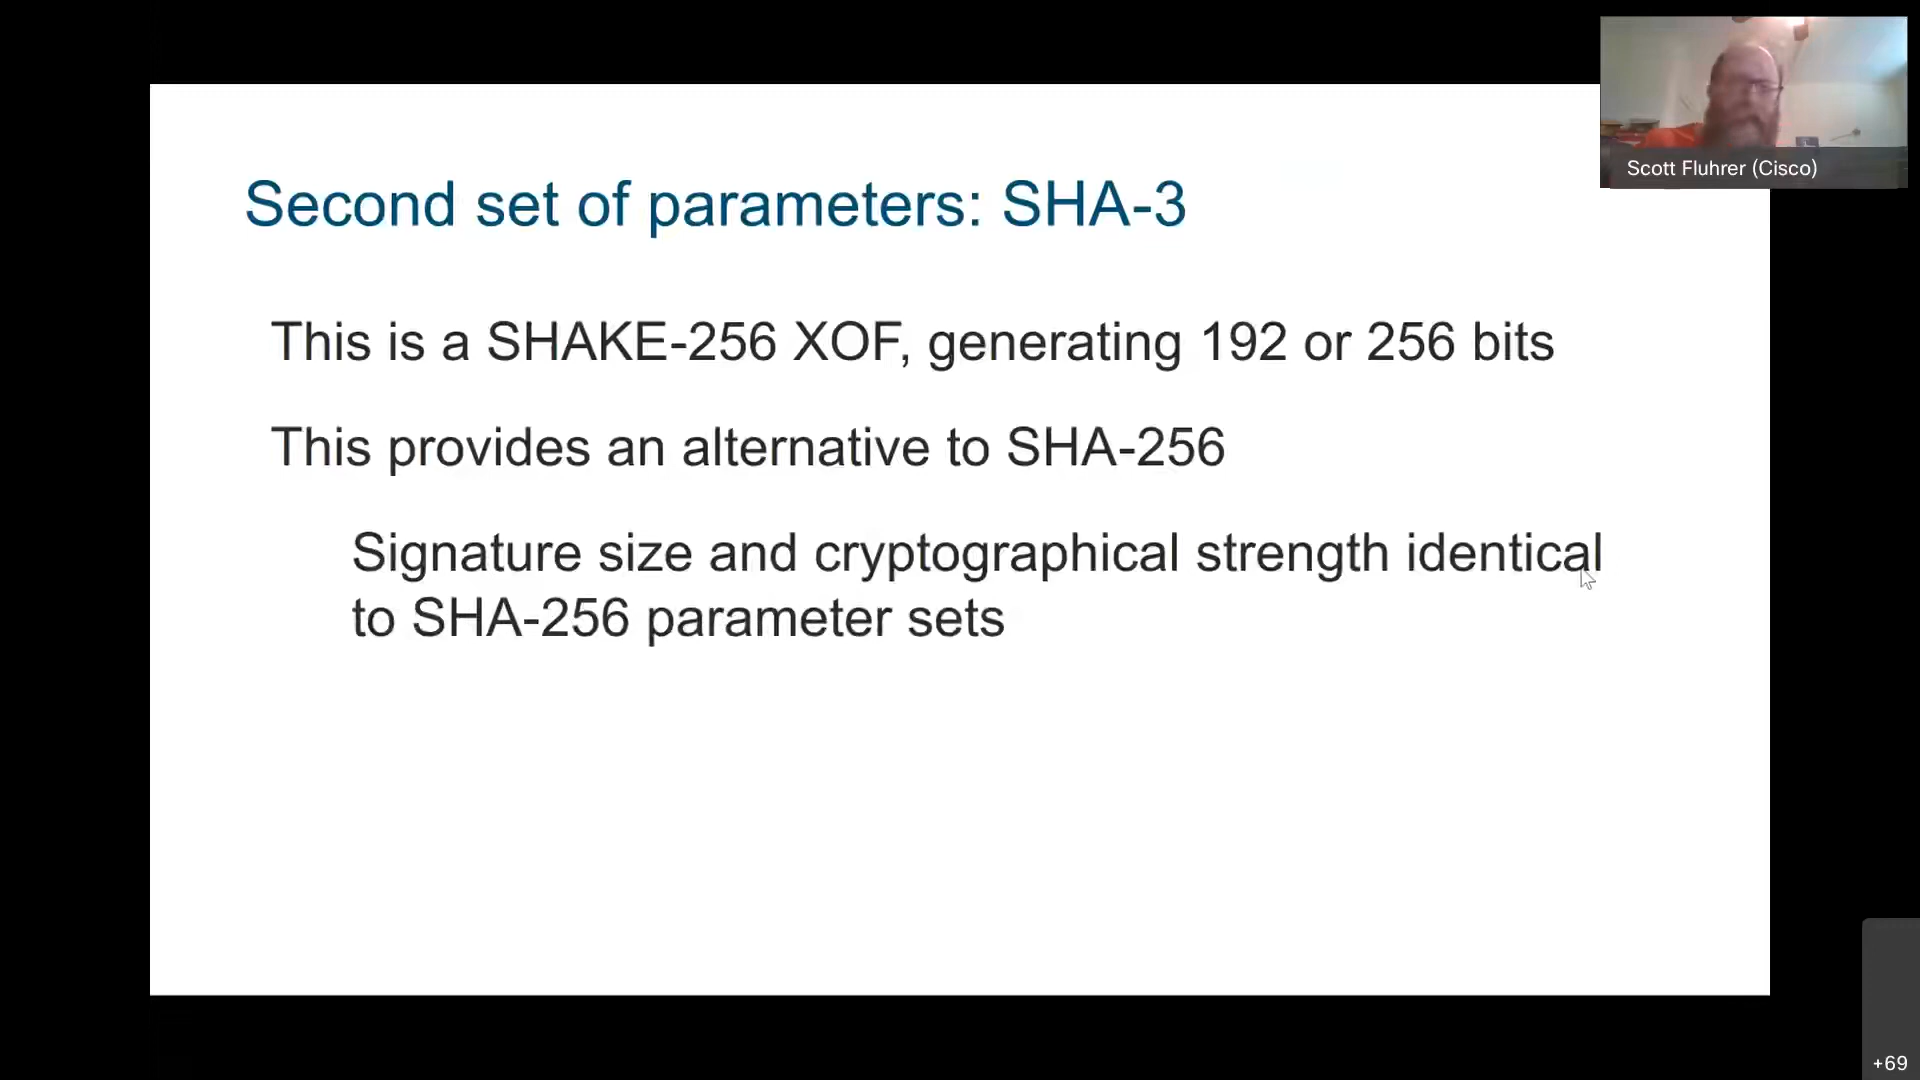 Scott Fluhrer (Cisco)
Second set of parameters: SHA-3
This is a SHAKE-256 XOF, generating 192 or 256 bits
This provides an alternative to SHA-256
Signature size and cryptographical strength identical
to SHA-256 parameter sets
+69